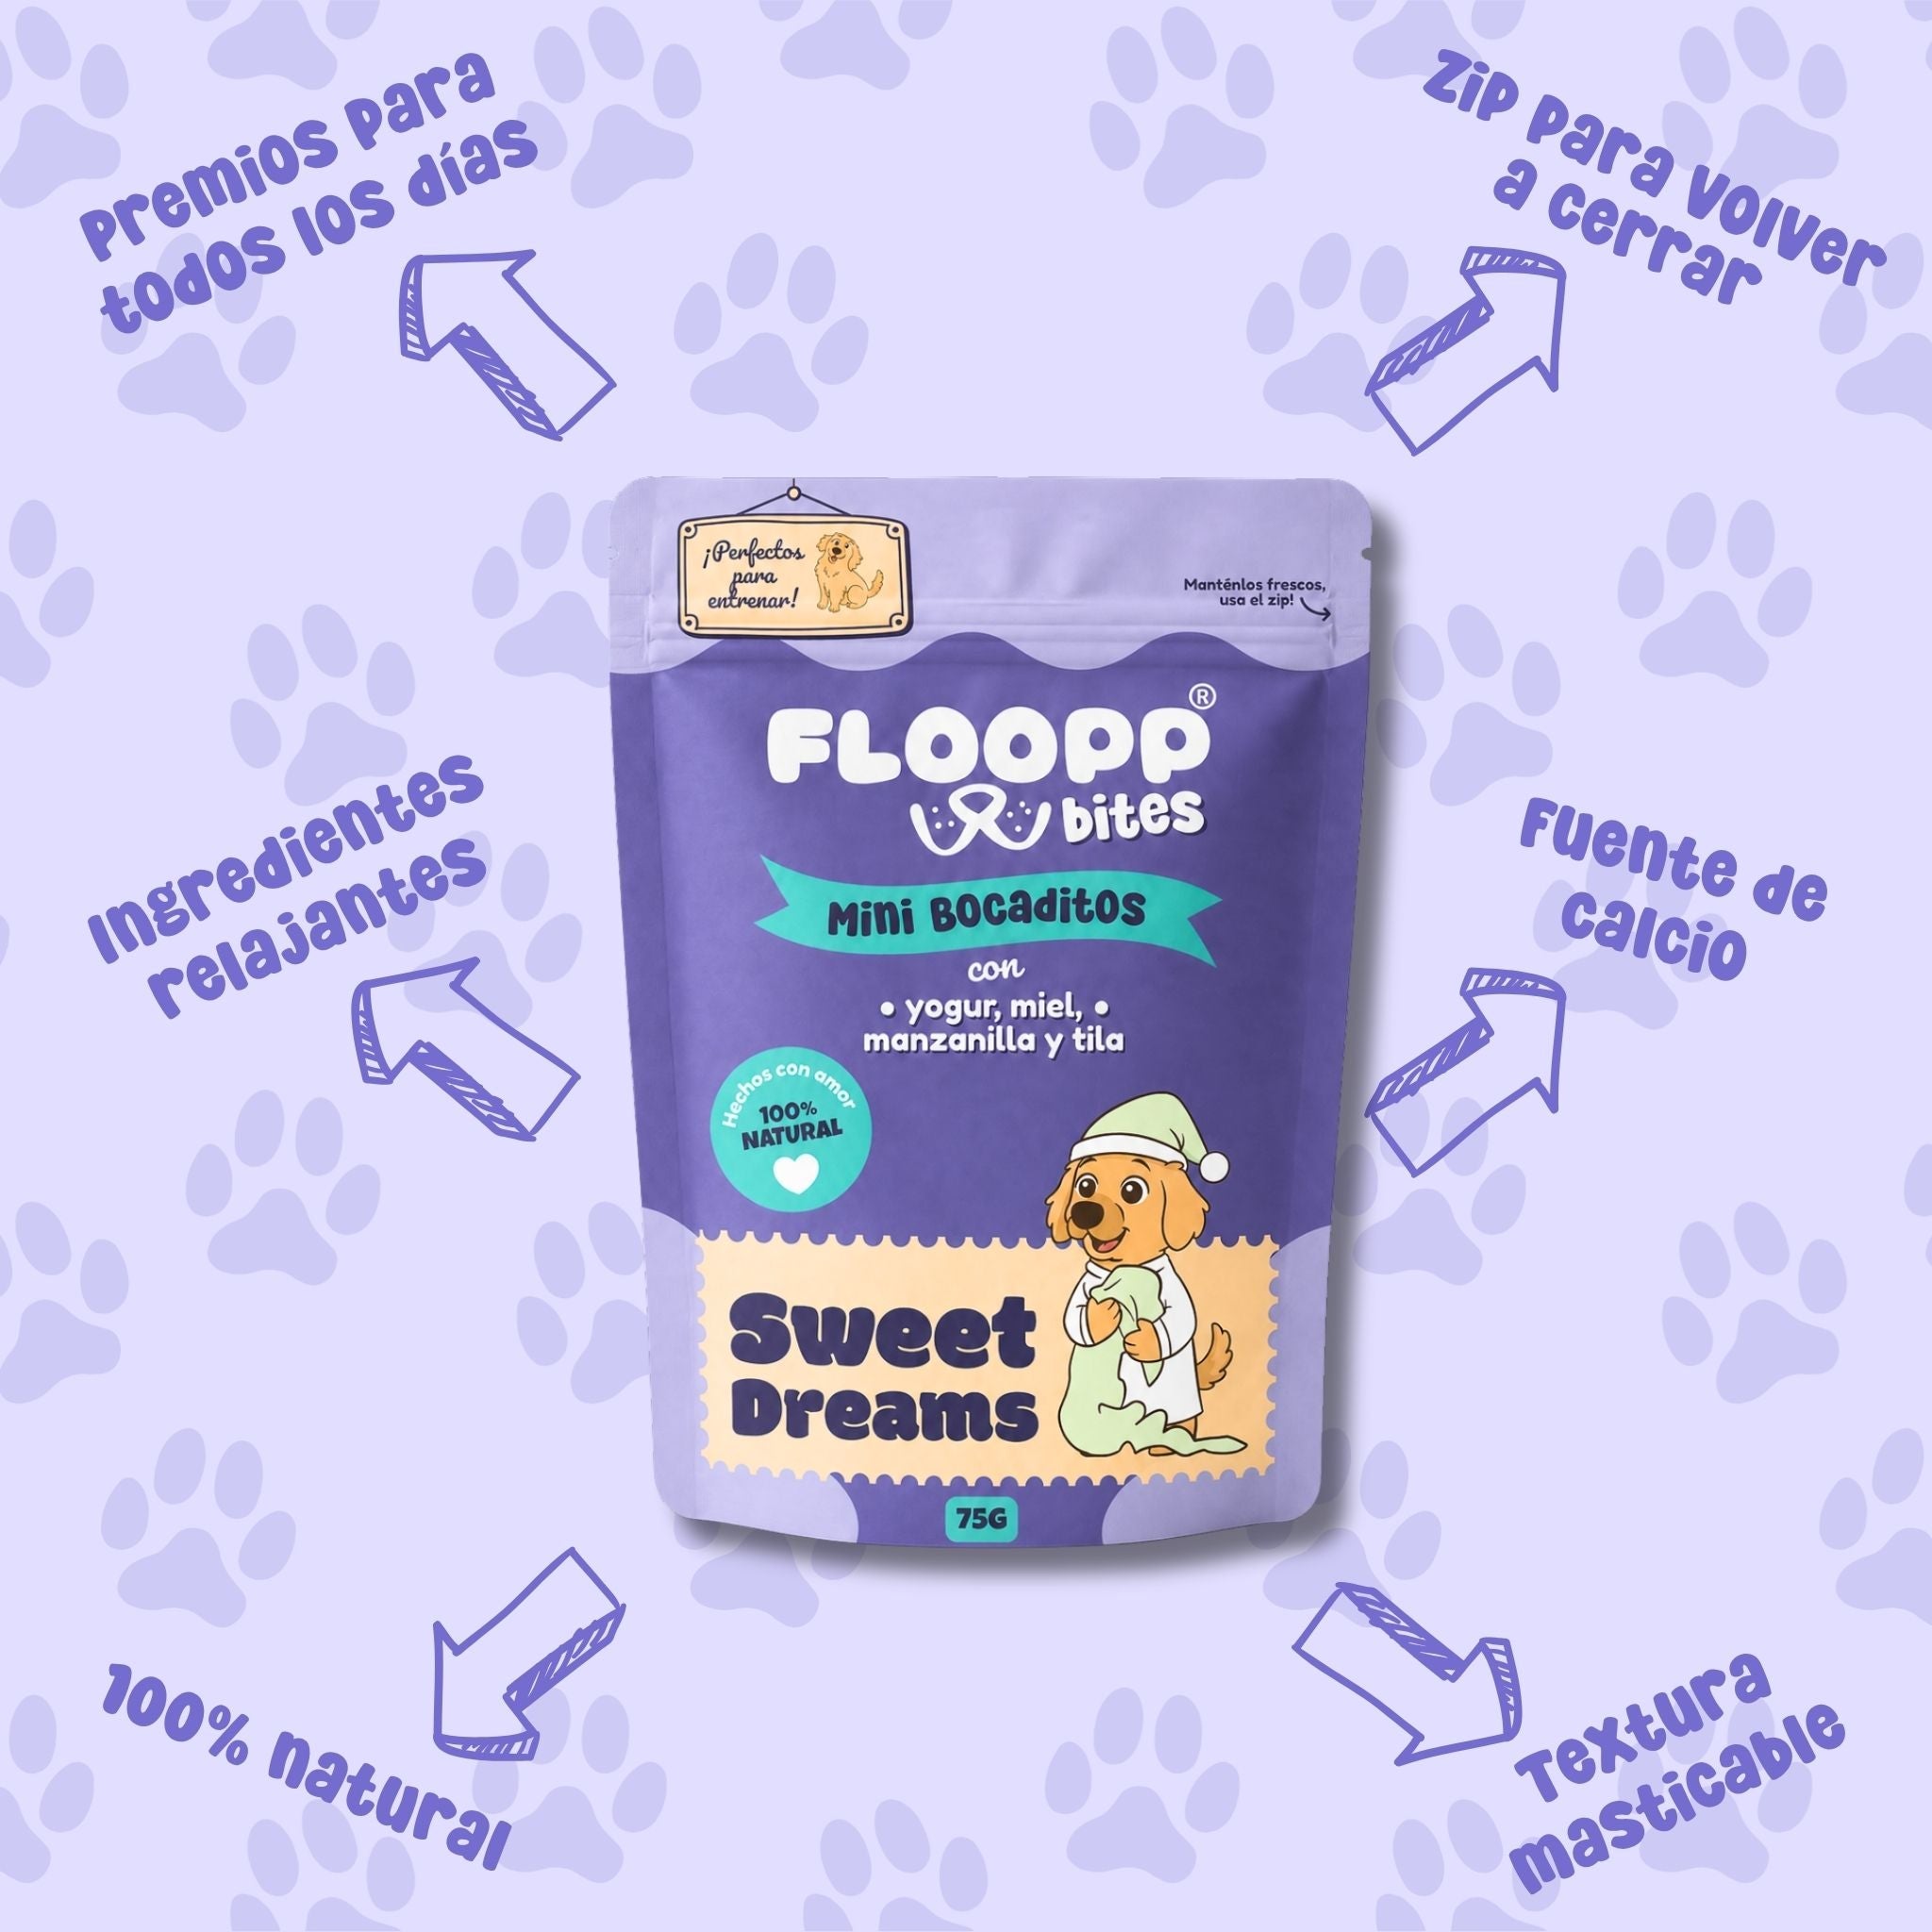 Premios para
todos los días
Zip para volver
a cerrar
¡Perfectos
para
entrenar!
Manténlos frescos,
usa el zip!
FLOOPP®
bites
Mini Bocaditos
con
• yogur, miel, •
manzanilla y tila
Ingredientes
relajantes
Fuente de
calcio
Hechos con amor
100%
NATURAL
Sweet
Dreams
75G
100% natural
Textura
masticable